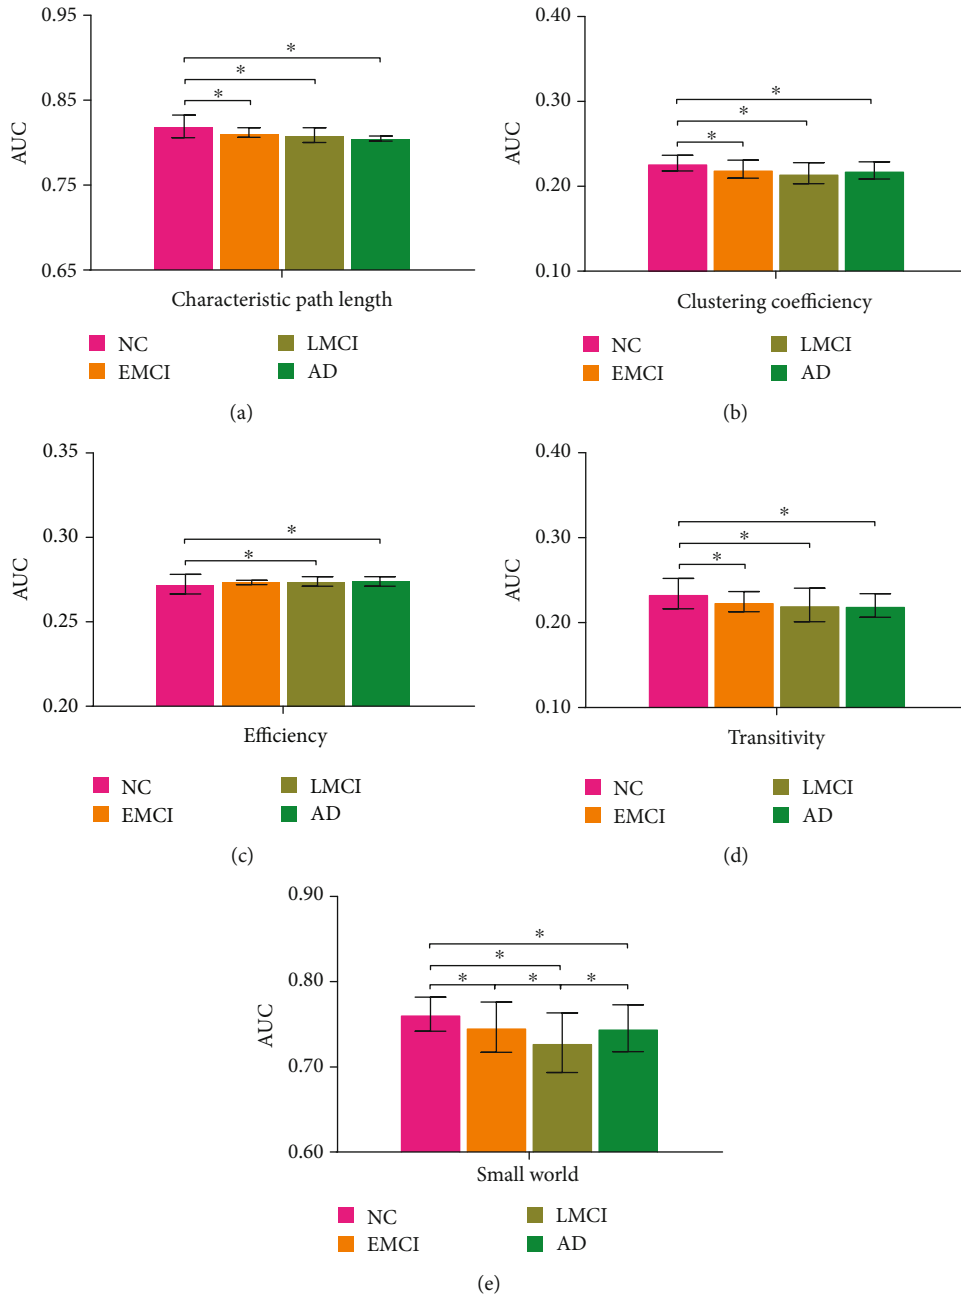 0.95
0.85
0.75
0.65
AUC
*
*
*
Characteristic path length
NC
LMCI
EMCI
AD
(a)
0.40
0.30
0.20
0.10
AUC
*
*
*
Clustering coefficiency
NC
LMCI
EMCI
AD
(b)
0.35
0.30
0.25
0.20
AUC
*
*
Efficiency
NC
LMCI
EMCI
AD
(c)
0.40
0.30
0.20
0.10
AUC
*
*
*
Transitivity
NC
LMCI
EMCI
AD
(d)
0.90
0.80
0.70
0.60
AUC
*
*
* * *
Small world
NC
LMCI
EMCI
AD
(e)